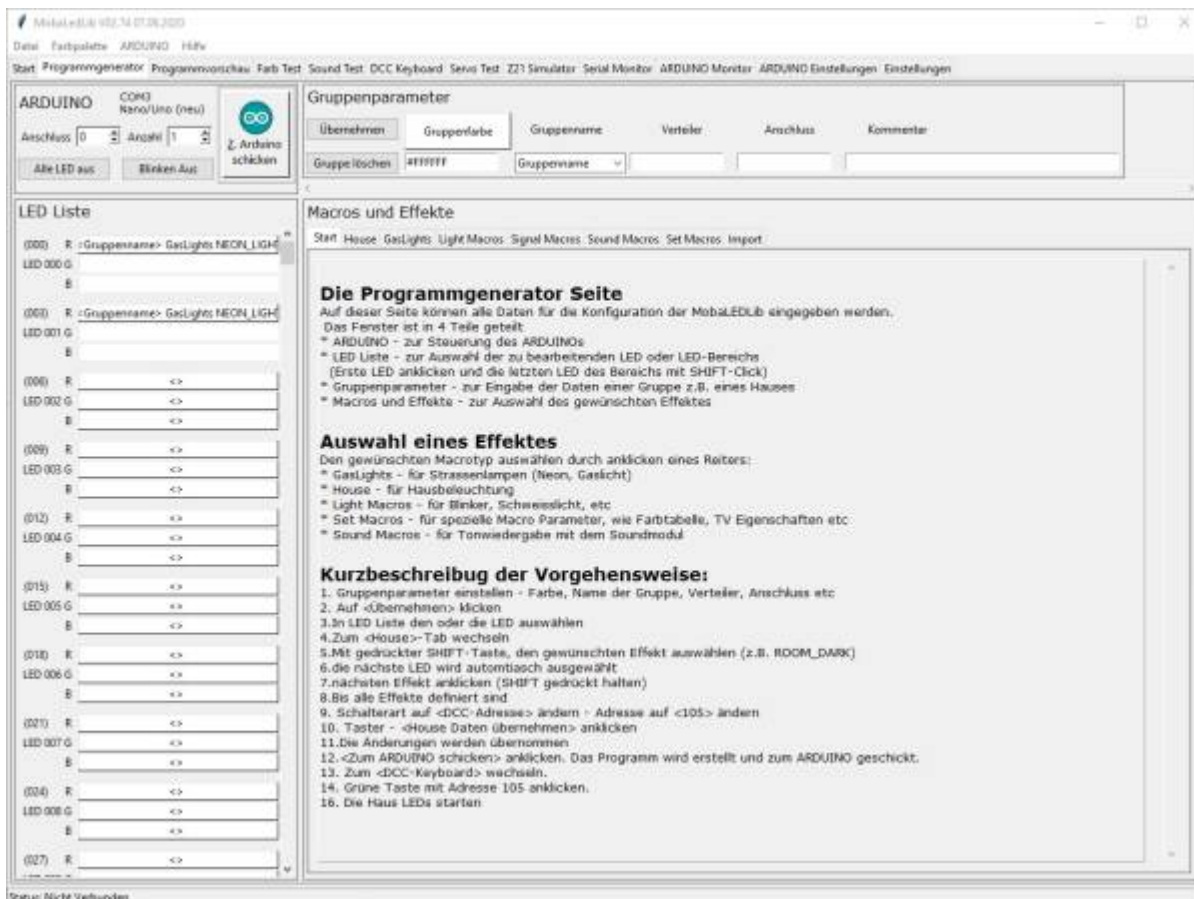 MobaLedLib V02.74 07.06.2020
Datei Farbpalette ARDUINO Hilfe
Start Programmgenerator Programmvorschau Farb Test Sound Test DCC Keyboard Servo Test Z21 Simulator Serial Monitor ARDUINO Monitor ARDUINO Einstellungen Einstellungen
ARDUINO
COM3
Nano/Uno (neu)
Anschluss 0 Anzahl 1
Z. Arduino
schicken
Alle LED aus Blinken Aus
Gruppenparameter
Übernehmen Gruppenfarbe Gruppenname Verteiler Anschluss Kommentar
Gruppe löschen #FFFFFF Gruppenname
LED Liste
(000) R <Gruppenname> GasLights NEON_LIGH
LED 000 G
B
(003) R <Gruppenname> GasLights NEON_LIGH
LED 001 G
B
(006) R <>
LED 002 G <>
B <>
(009) R <>
LED 003 G <>
B <>
(012) R <>
LED 004 G <>
B <>
(015) R <>
LED 005 G <>
B <>
(018) R <>
LED 006 G <>
B <>
(021) R <>
LED 007 G <>
B <>
(024) R <>
LED 008 G <>
B <>
(027) R <>
Macros und Effekte
Start House GasLights Light Macros Signal Macros Sound Macros Set Macros Import
Die Programmgenerator Seite
Auf dieser Seite können alle Daten für die Konfiguration der MobaLEDLib eingegeben werden.
Das Fenster ist in 4 Teile geteilt
* ARDUINO - zur Steuerung des ARDUINOs
* LED Liste - zur Auswahl der zu bearbeitenden LED oder LED-Bereichs
(Erste LED anklicken und die letzten LED des Bereichs mit SHIFT-Click)
* Gruppenparameter - zur Eingabe der Daten einer Gruppe z.B. eines Hauses
* Macros und Effekte - zur Auswahl des gewünschten Effektes
Auswahl eines Effektes
Den gewünschten Macrotyp auswählen durch anklicken eines Reiters:
* GasLights - für Strassenlampen (Neon, Gaslicht)
* House - für Hausbeleuchtung
* Light Macros - für Blinker, Schweisslicht, etc
* Set Macros - für spezielle Macro Parameter, wie Farbtabelle, TV Eigenschaften etc
* Sound Macros - für Tonwiedergabe mit dem Soundmodul
Kurzbeschreibug der Vorgehensweise:
1. Gruppenparameter einstellen - Farbe, Name der Gruppe, Verteiler, Anschluss etc
2. Auf <Übernehmen> klicken
3.In LED Liste den oder die LED auswählen
4.Zum <House>-Tab wechseln
5.Mit gedrückter SHIFT-Taste, den gewünschten Effekt auswählen (z.B. ROOM_DARK)
6.die nächste LED wird automtiasch ausgewählt
7.nächsten Effekt anklicken (SHIFT gedrückt halten)
8.Bis alle Effekte definiert sind
9. Schalterart auf <DCC-Adresse> ändern - Adresse auf <105> ändern
10. Taster - <House Daten übernehmen> anklicken
11.Die Änderungen werden übernommen
12.<Zum ARDUINO schicken> anklicken. Das Programm wird erstellt und zum ARDUINO geschickt.
13. Zum <DCC-Keyboard> wechseln.
14. Grüne Taste mit Adresse 105 anklicken.
16. Die Haus LEDs starten
Status: Nicht Verbunden